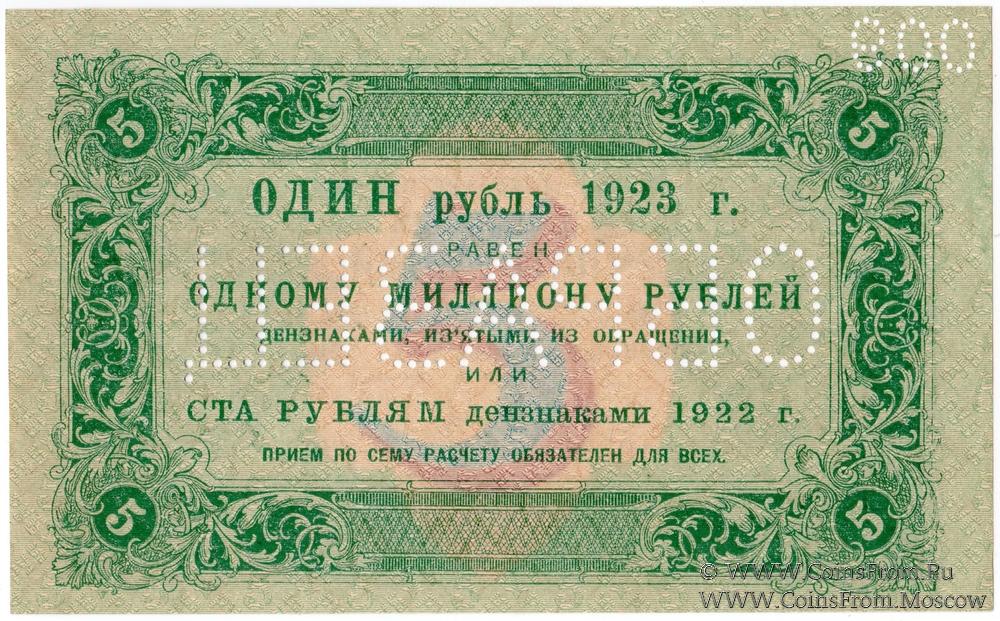 5 5
ОДИН рубль 1923 г.
РАВЕН
ОДНОМУ МИЛЛИОНУ РУБЛЕЙ
ОБРАЗЕЦ
ДЕНЗНАКАМИ, ИЗ'ЯТЫМИ ИЗ ОБРАЩЕНИЯ,
5
ИЛИ
СТА РУБЛЯМ дензнаками 1922 г.
ПРИЕМ ПО СЕМУ РАСЧЕТУ ОБЯЗАТЕЛЕН ДЛЯ ВСЕХ.
5 5
© WWW.CoinsFrom.Ru
WWW.CoinsFrom.Moscow